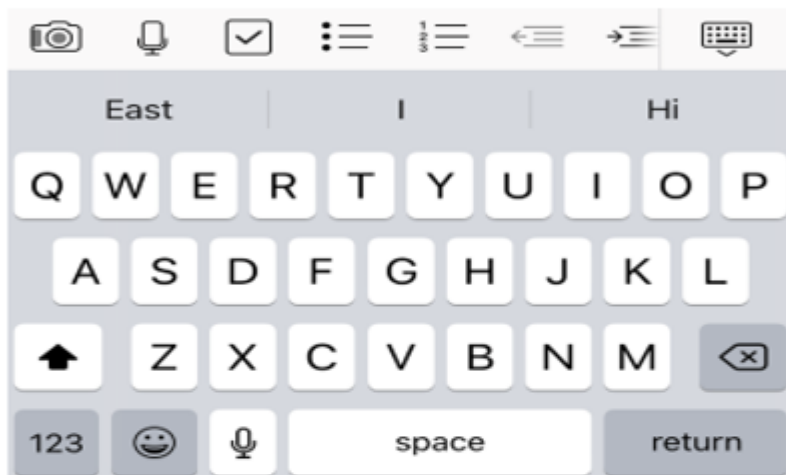 East I Hi
Q W E R T Y U I O P
A S D F G H J K L
Z X C V B N M
123 space return